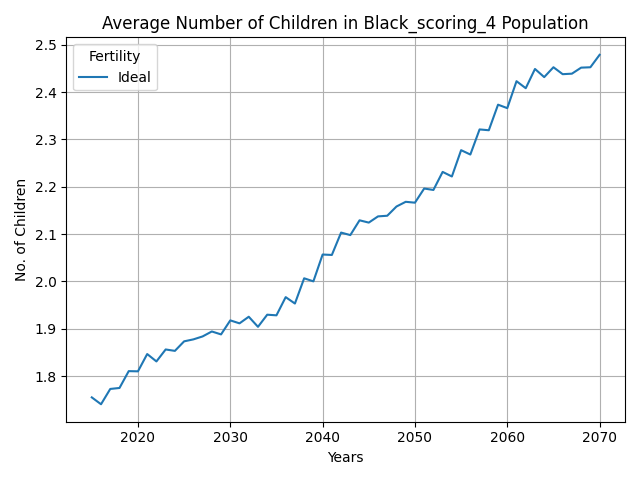 Average Number of Children in Black_scoring_4 Population
Fertility
Ideal
No. of Children
2.5
2.4
2.3
2.2
2.1
2.0
1.9
1.8
2020 2030 2040 2050 2060 2070
Years